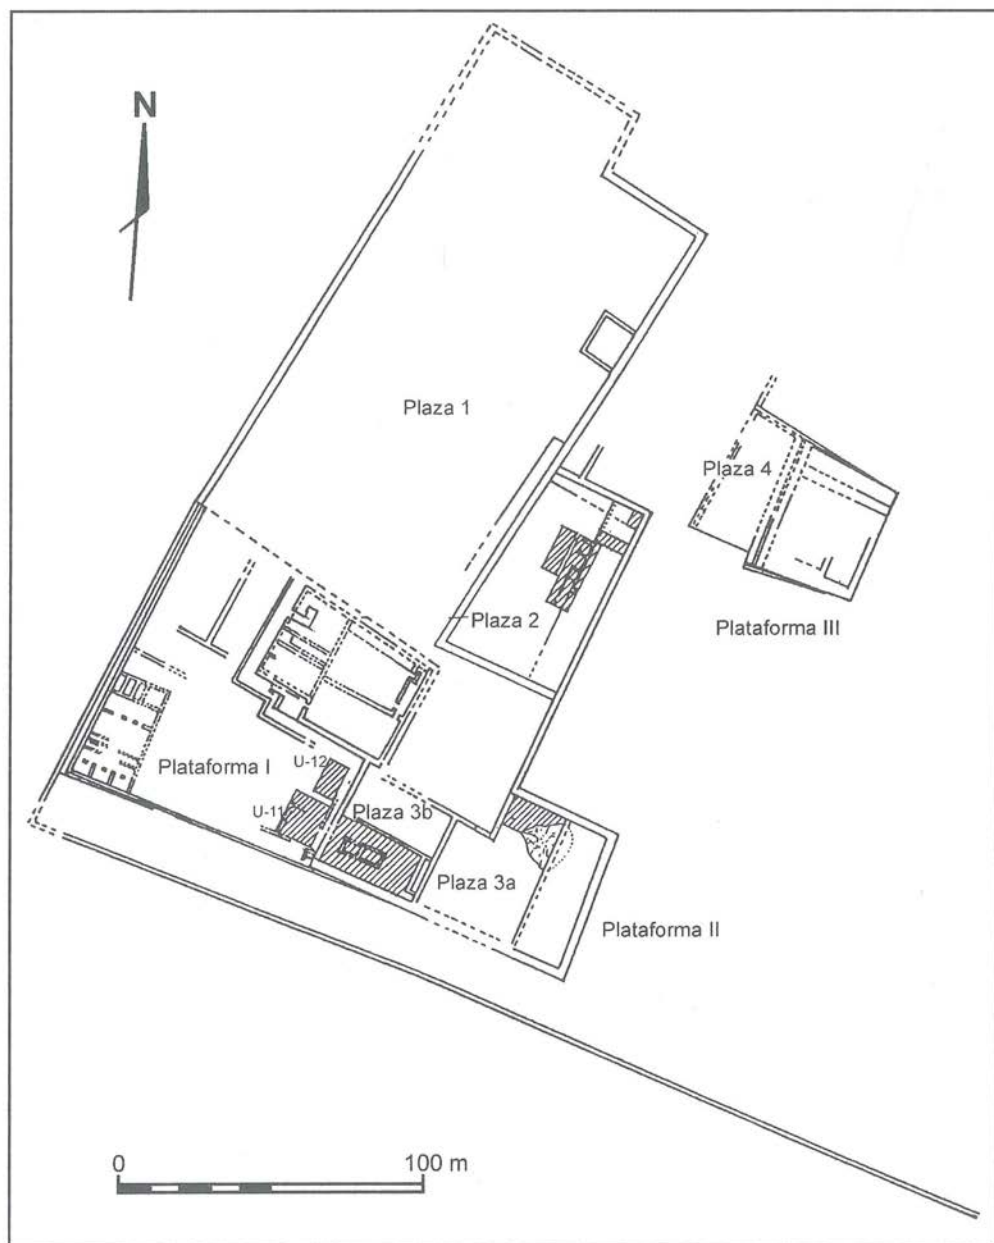 N
Plaza 1
Plaza 4
Plaza 2
Plataforma III
U-12
Plataforma I
U-11
Plaza 3b
Plaza 3a
Plataforma II
0 100 m